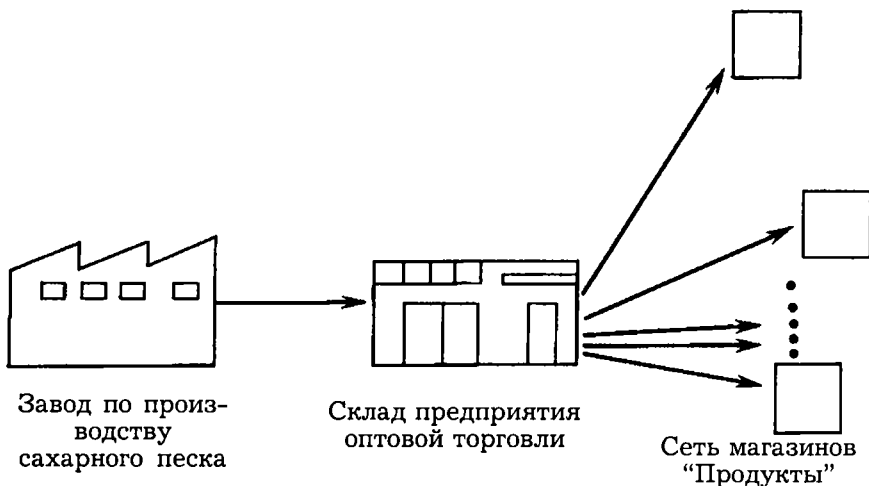 Завод по произ-
водству
сахарного песка
Склад предприятия
оптовой торговли
Сеть магазинов
“Продукты”